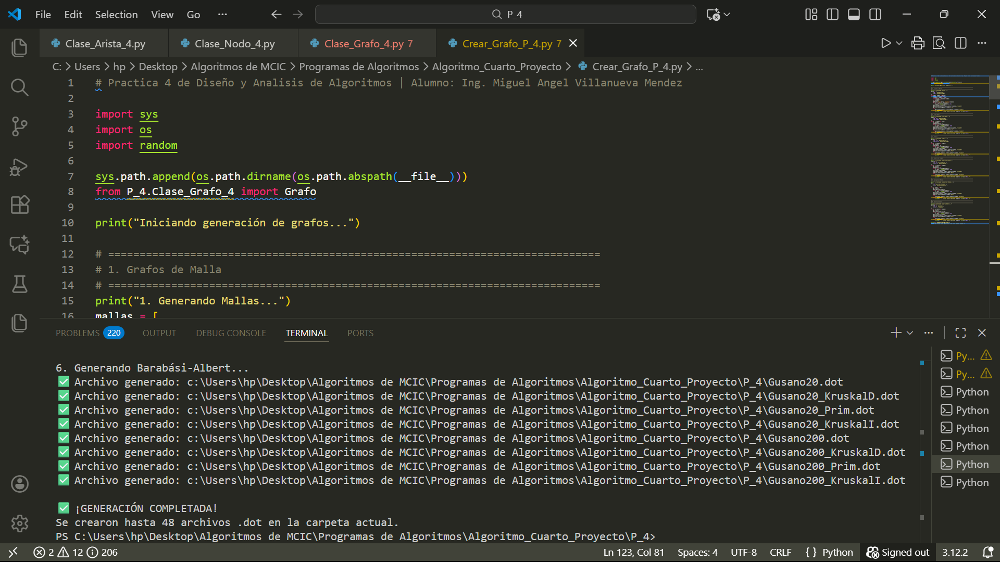 File Edit Selection View Go ··· P_4
Clase_Arista_4.py Clase_Nodo_4.py Clase_Grafo_4.py 7 Crear_Grafo_P_4.py 7
C: > Users > hp > Desktop > Algoritmos de MCIC > Programas de Algoritmos > Algoritmo_Cuarto_Proyecto > Crear_Grafo_P_4.py > ...
1 # Practica 4 de Diseño y Analisis de Algoritmos | Alumno: Ing. Miguel Angel Villanueva Mendez
2
3 import sys
4 import os
5 import random
6
7 sys.path.append(os.path.dirname(os.path.abspath(__file__)))
8 from P_4.Clase_Grafo_4 import Grafo
9
10 print("Iniciando generación de grafos...")
11
12 # ==============================================================================
13 # 1. Grafos de Malla
14 # ==============================================================================
15 print("1. Generando Mallas...")
16 mallas = [
PROBLEMS 220 OUTPUT DEBUG CONSOLE TERMINAL PORTS
6. Generando Barabási-Albert...
✅ Archivo generado: c:\Users\hp\Desktop\Algoritmos de MCIC\Programas de Algoritmos\Algoritmo_Cuarto_Proyecto\P_4\Gusano20.dot
✅ Archivo generado: c:\Users\hp\Desktop\Algoritmos de MCIC\Programas de Algoritmos\Algoritmo_Cuarto_Proyecto\P_4\Gusano20_KruskalD.dot
✅ Archivo generado: c:\Users\hp\Desktop\Algoritmos de MCIC\Programas de Algoritmos\Algoritmo_Cuarto_Proyecto\P_4\Gusano20_Prim.dot
✅ Archivo generado: c:\Users\hp\Desktop\Algoritmos de MCIC\Programas de Algoritmos\Algoritmo_Cuarto_Proyecto\P_4\Gusano20_KruskalI.dot
✅ Archivo generado: c:\Users\hp\Desktop\Algoritmos de MCIC\Programas de Algoritmos\Algoritmo_Cuarto_Proyecto\P_4\Gusano200.dot
✅ Archivo generado: c:\Users\hp\Desktop\Algoritmos de MCIC\Programas de Algoritmos\Algoritmo_Cuarto_Proyecto\P_4\Gusano200_KruskalD.dot
✅ Archivo generado: c:\Users\hp\Desktop\Algoritmos de MCIC\Programas de Algoritmos\Algoritmo_Cuarto_Proyecto\P_4\Gusano200_Prim.dot
✅ Archivo generado: c:\Users\hp\Desktop\Algoritmos de MCIC\Programas de Algoritmos\Algoritmo_Cuarto_Proyecto\P_4\Gusano200_KruskalI.dot
✅ ¡GENERACIÓN COMPLETADA!
Se crearon hasta 48 archivos .dot en la carpeta actual.
PS C:\Users\hp\Desktop\Algoritmos de MCIC\Programas de Algoritmos\Algoritmo_Cuarto_Proyecto\P_4>
Py...
Py...
Python
Python
Python
Python
Python
Python
2 12 206 Ln 123, Col 81 Spaces: 4 UTF-8 CRLF { } Python Signed out 3.12.2